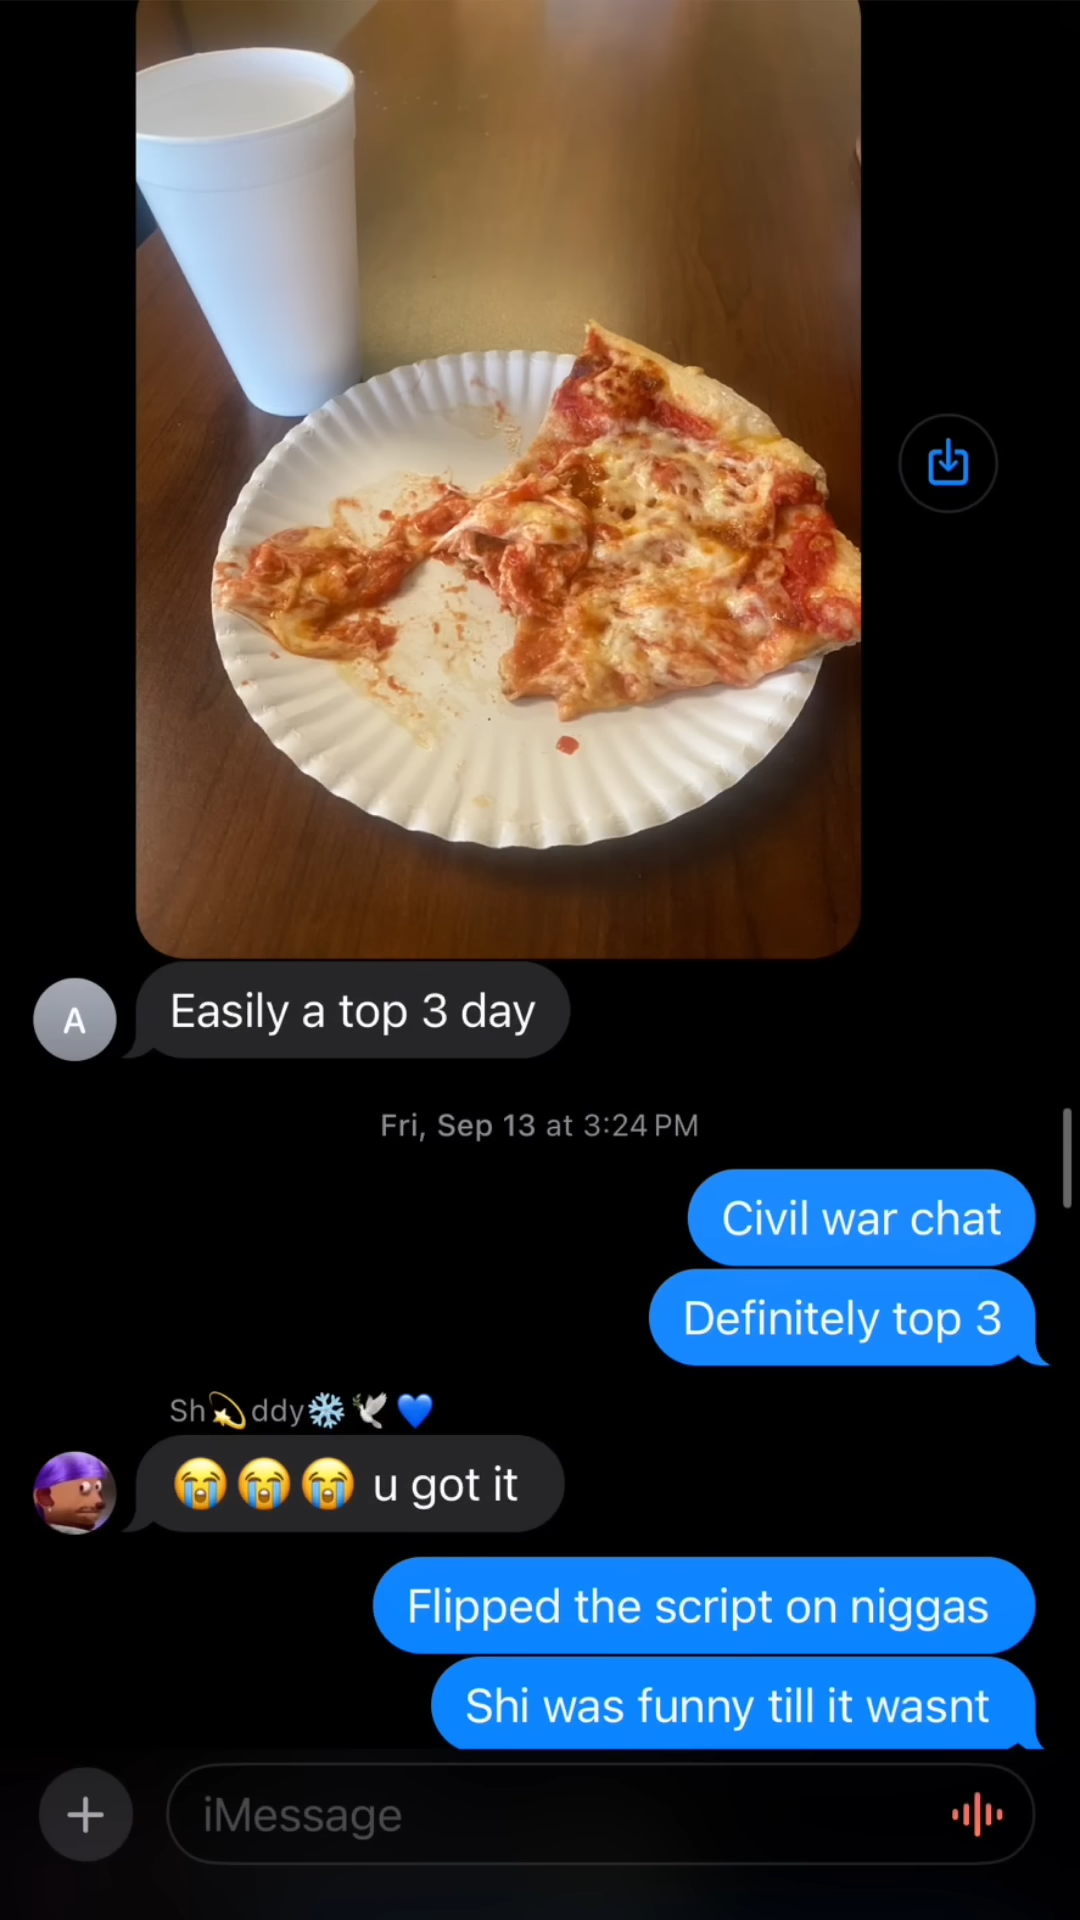 A
Easily a top 3 day
Fri, Sep 13 at 3:24 PM
Civil war chat
Definitely top 3
Sh💫ddy❄️🕊️💙
😭😭😭 u got it
Flipped the script on niggas
Shi was funny till it wasnt
iMessage